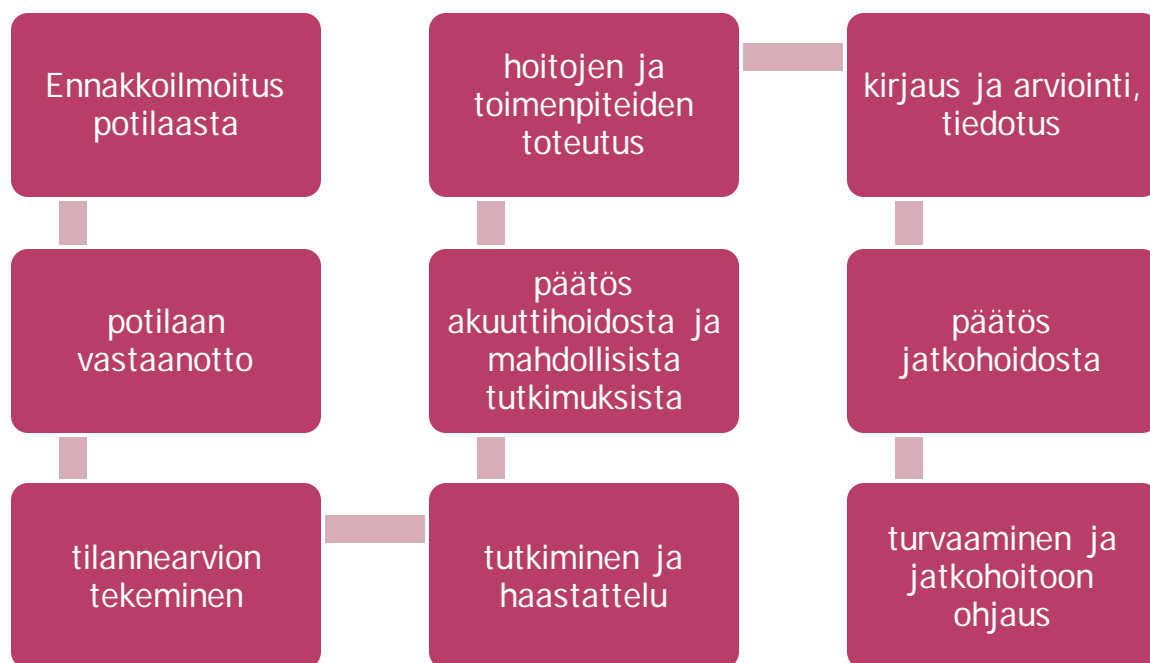 Ennakkoilmoitus
potilaasta
potilaan
vastaanotto
tilannearvion
tekeminen
tutkiminen ja
haastattelu
päätös
akuuttihoidosta ja
mahdollisista
tutkimuksista
hoitojen ja
toimenpiteiden
toteutus
kirjaus ja arviointi,
tiedotus
päätös
jatkohoidosta
turvaaminen ja
jatkohoitoon
ohjaus